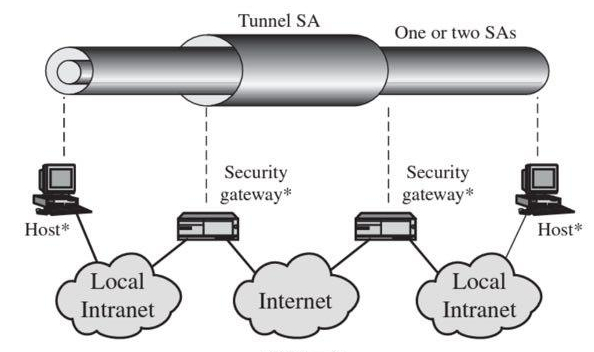 Tunnel SA
One or two SAs
Security
gateway*
Security
gateway*
Host*
Host*
Local
Intranet
Internet
Local
Intranet